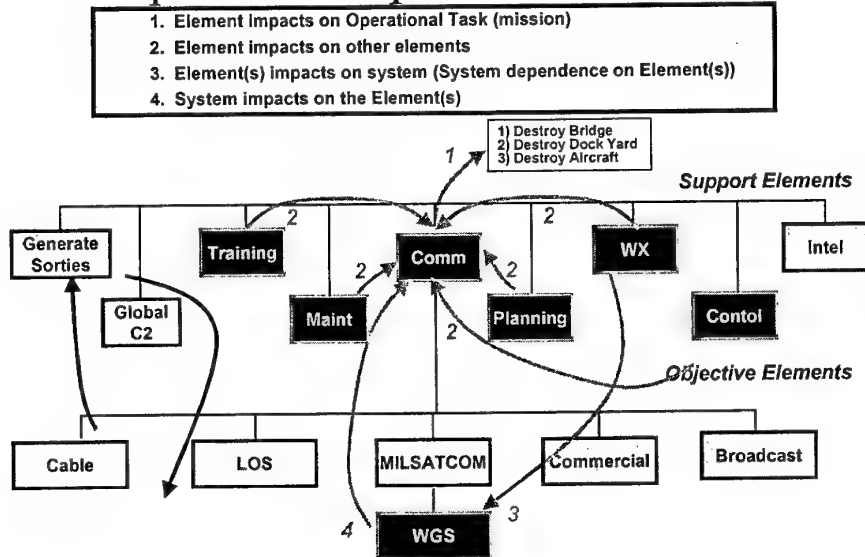 1. Element Impacts on Operational Task (mission)
2. Element impacts on other elements
3. Element(s) impacts on system (System dependence on Element(s))
4. System impacts on the Element(s)
1) Destroy Bridge
2) Destroy Dock Yard
3) Destroy Aircraft
1
Support Elements
2
2
Generate
Sorties
Training
Comm
WX
Intel
2
2
Global
C2
Maint
Planning
Contol
2
Objective Elements
Cable
LOS
MILSATCOM
Commercial
Broadcast
4
WGS
3